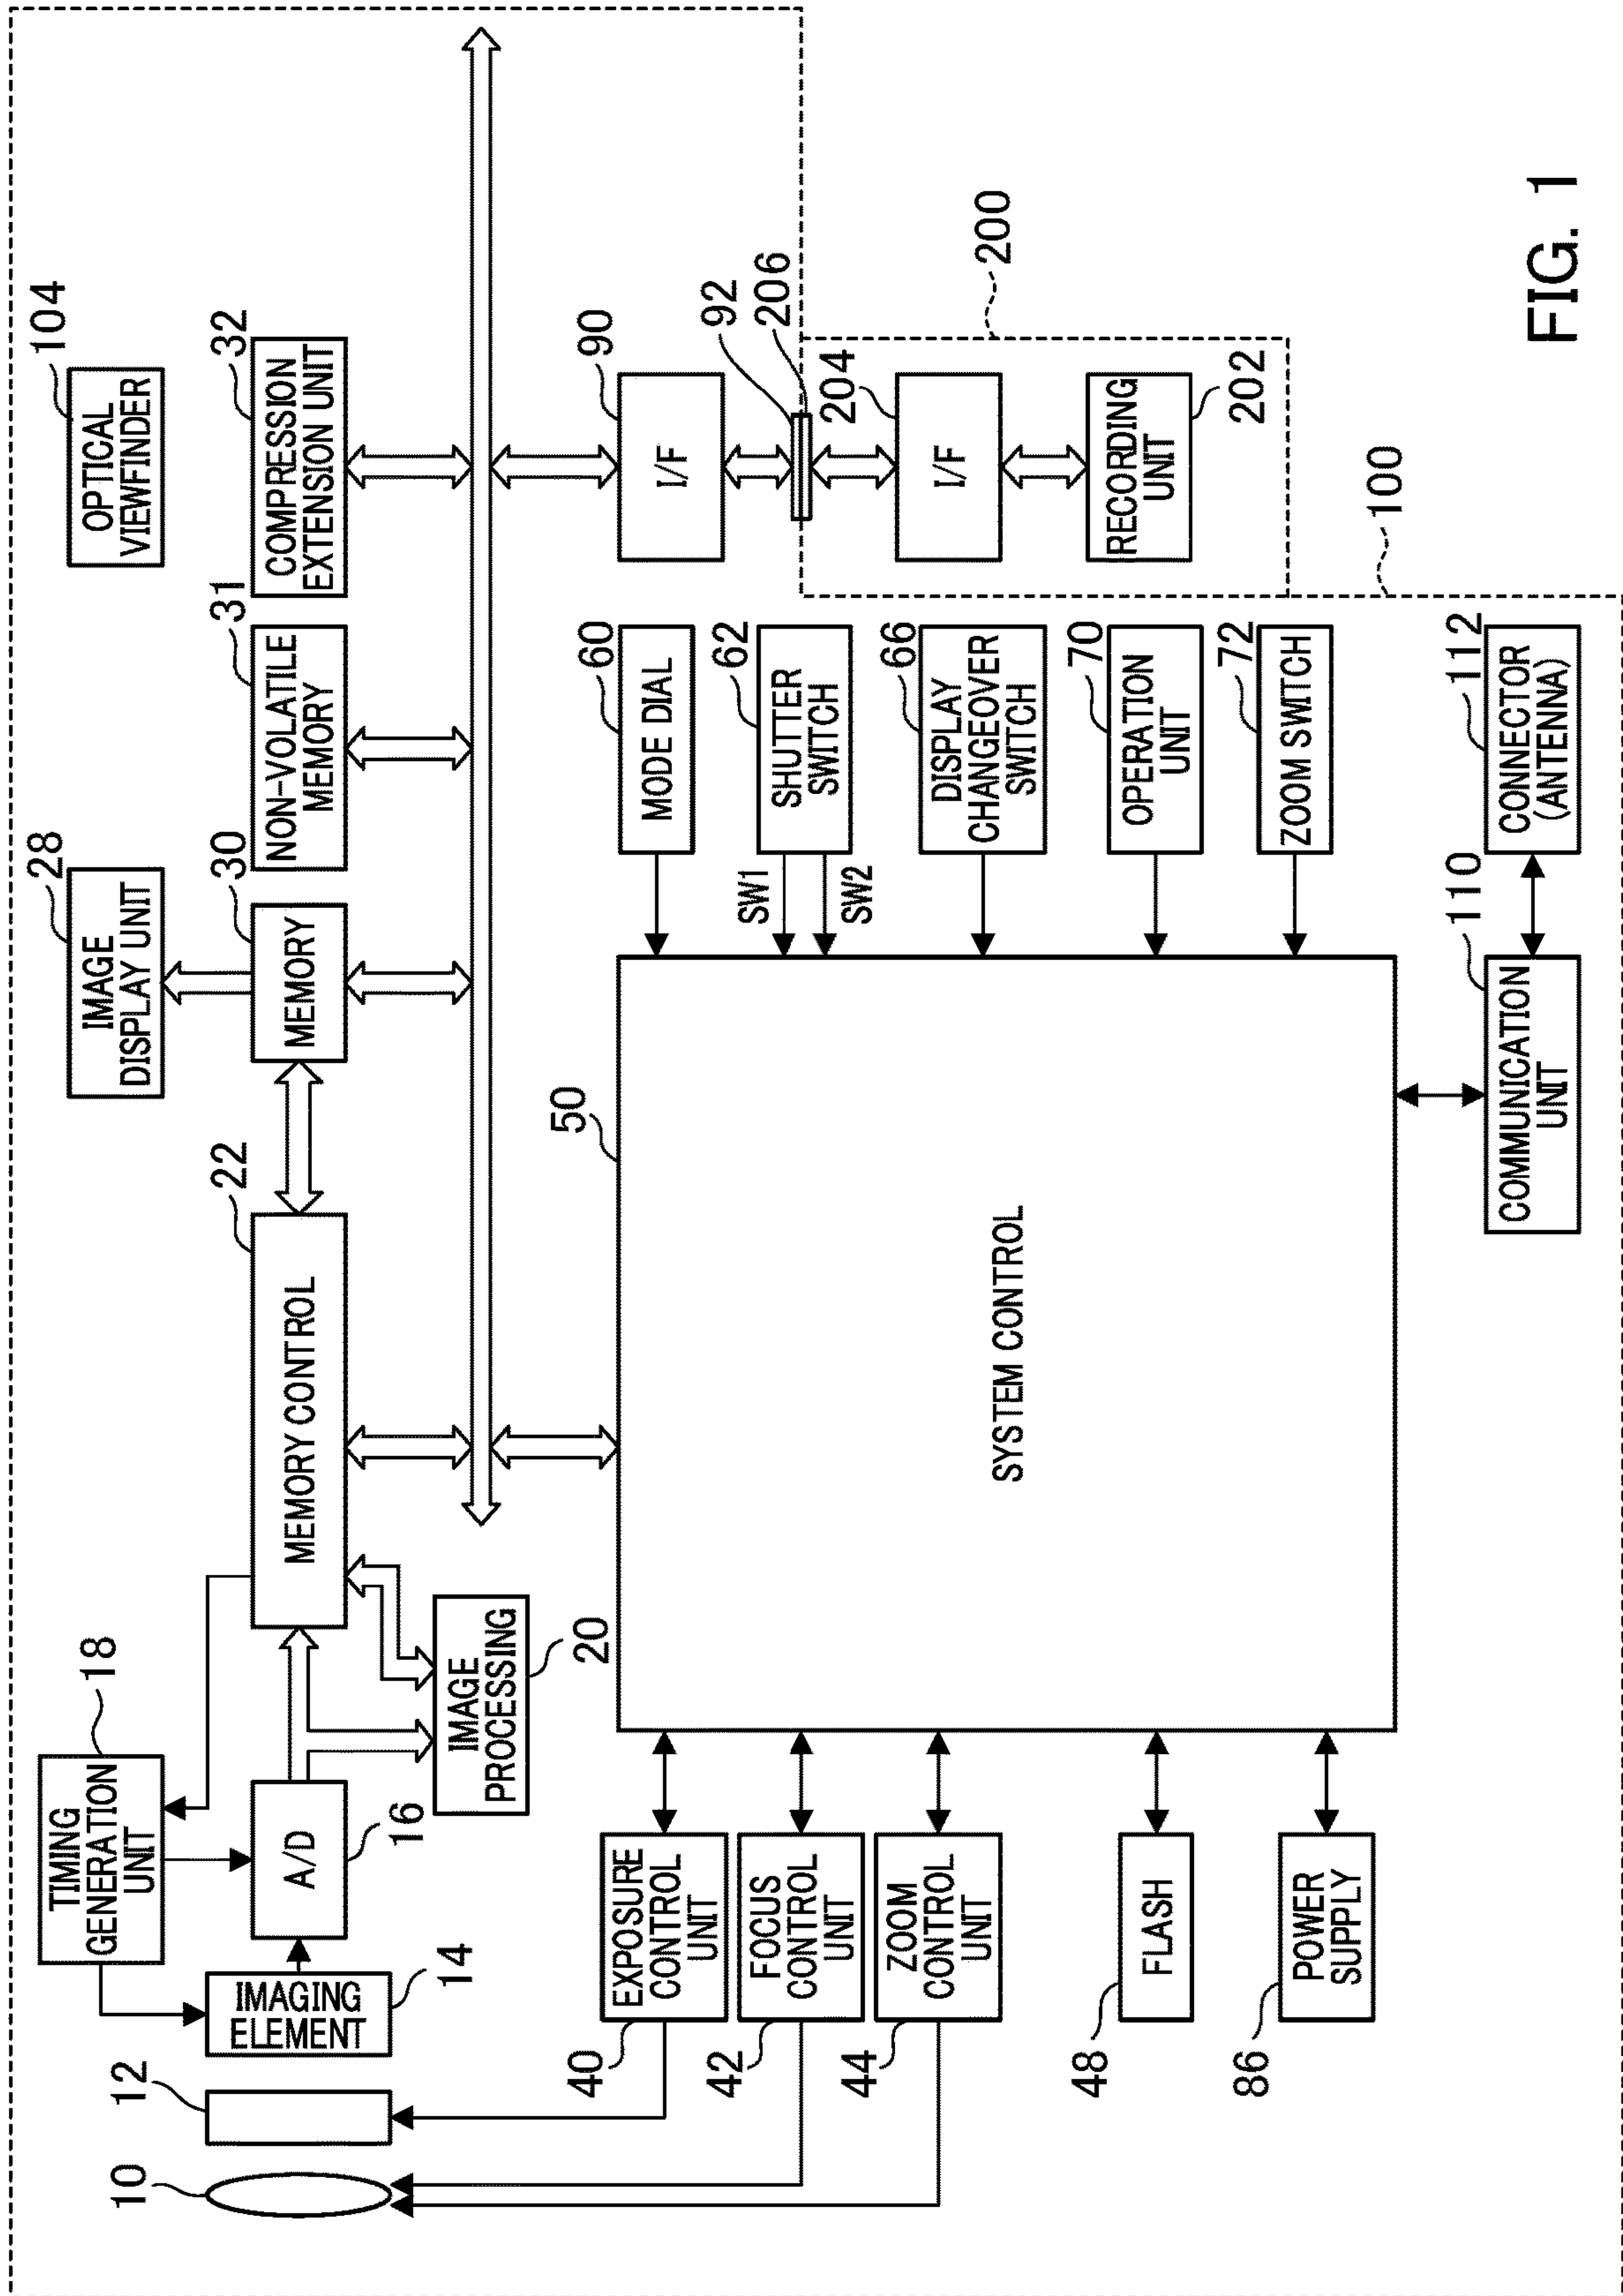 104
OPTICAL
VIEWFINDER
28
IMAGE
DISPLAY UNIT
18
TIMING
GENERATION
UNIT
12
10
IMAGING
ELEMENT
14
A/D
16
22
MEMORY CONTROL
30
MEMORY
31
NON-VOLATILE
MEMORY
32
COMPRESSION
EXTENSION UNIT
IMAGE
PROCESSING
20
50
SYSTEM CONTROL
EXPOSURE
CONTROL
UNIT
40
FOCUS
CONTROL
UNIT
42
ZOOM
CONTROL
UNIT
44
FLASH
48
POWER
SUPPLY
86
60
MODE DIAL
62
SHUTTER
SWITCH
SW1
SW2
66
DISPLAY
CHANGEOVER
SWITCH
70
OPERATION
UNIT
72
ZOOM SWITCH
90
I/F
92
206
204
I/F
RECORDING
UNIT
202
200
100
110
COMMUNICATION
UNIT
112
CONNECTOR
(ANTENNA)
FIG. 1